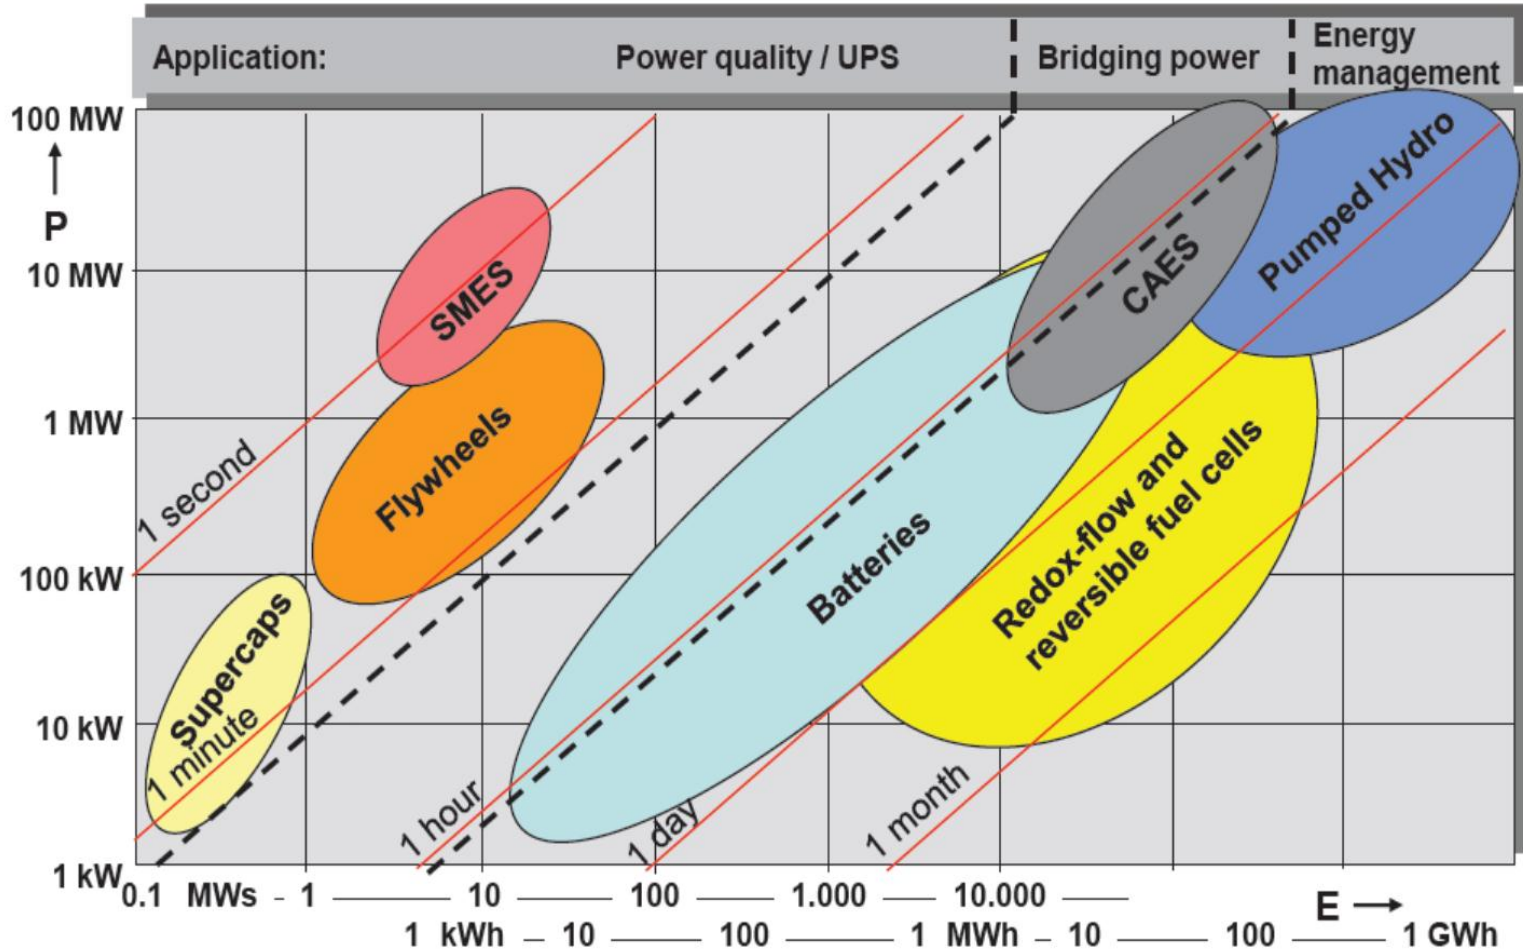 Application:
Power quality / UPS
Bridging power
Energy
management
100 MW
P
10 MW
1 MW
100 kW
10 kW
1 kW
SMES
Flywheels
Supercaps
Batteries
CAES
Pumped Hydro
Redox-flow and
reversible fuel cells
1 second
1 minute
1 hour
1 day
1 month
0.1 MWs 1 10 100 1.000 10.000
E
1 kWh 10 100 1 MWh 10 100 1 GWh